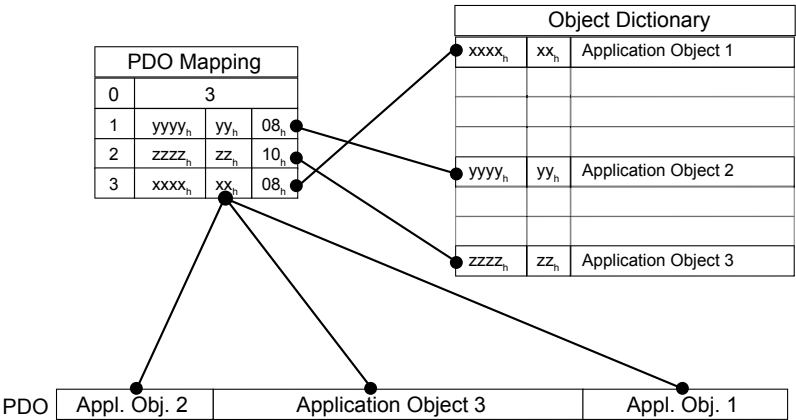 Object Dictionary
xxxxₕ xxₕ Application Object 1
yyyyₕ yyₕ Application Object 2
zzzzₕ zzₕ Application Object 3
PDO Mapping
0 3
1 yyyyₕ yyₕ 08ₕ
2 zzzzₕ zzₕ 10ₕ
3 xxxxₕ xxₕ 08ₕ
PDO Appl. Obj. 2 Application Object 3 Appl. Obj. 1